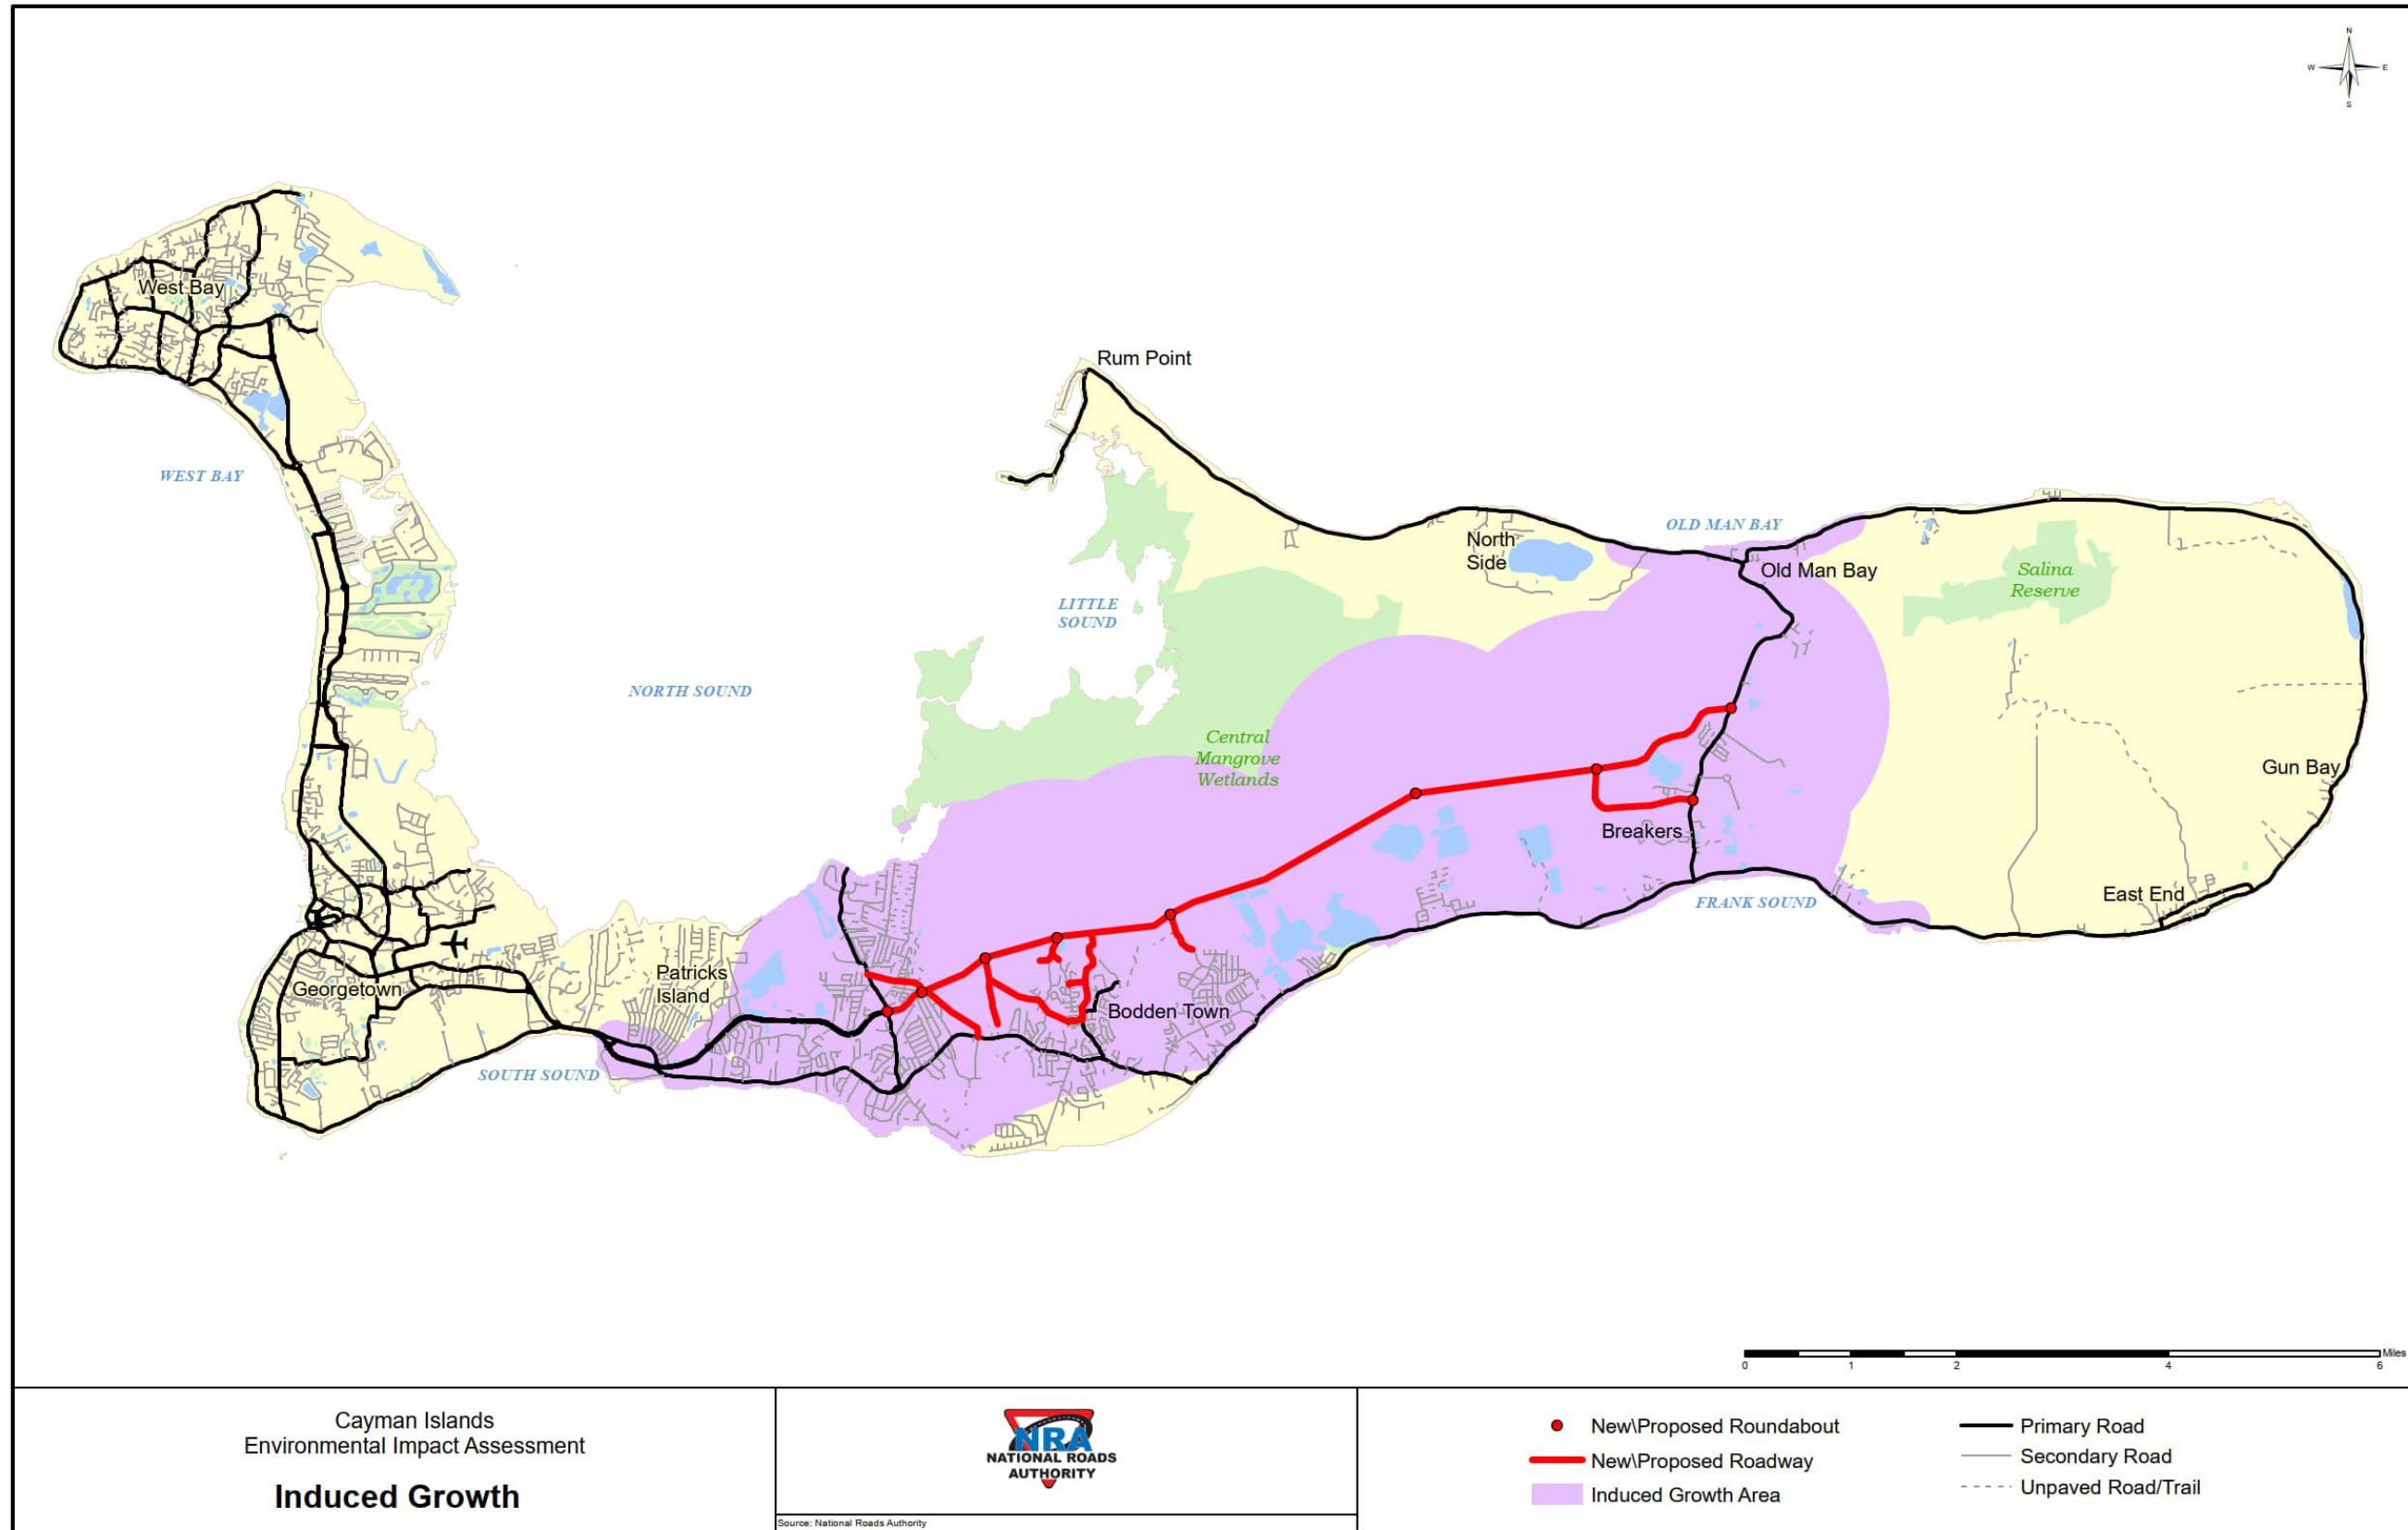 N
W
E
S
West Bay
Rum Point
WEST BAY
North
Side
OLD MAN BAY
Old Man Bay
Salina
Reserve
LITTLE
SOUND
NORTH SOUND
Central
Mangrove
Wetlands
Gun Bay
Breakers
East End
FRANK SOUND
Patricks
Island
Georgetown
Bodden Town
SOUTH SOUND
Miles
0 1 2 4 6
Cayman Islands
Environmental Impact Assessment
Induced Growth
NRA
NATIONAL ROADS
AUTHORITY
Source: National Roads Authority
New\Proposed Roundabout
New\Proposed Roadway
Induced Growth Area
Primary Road
Secondary Road
Unpaved Road/Trail